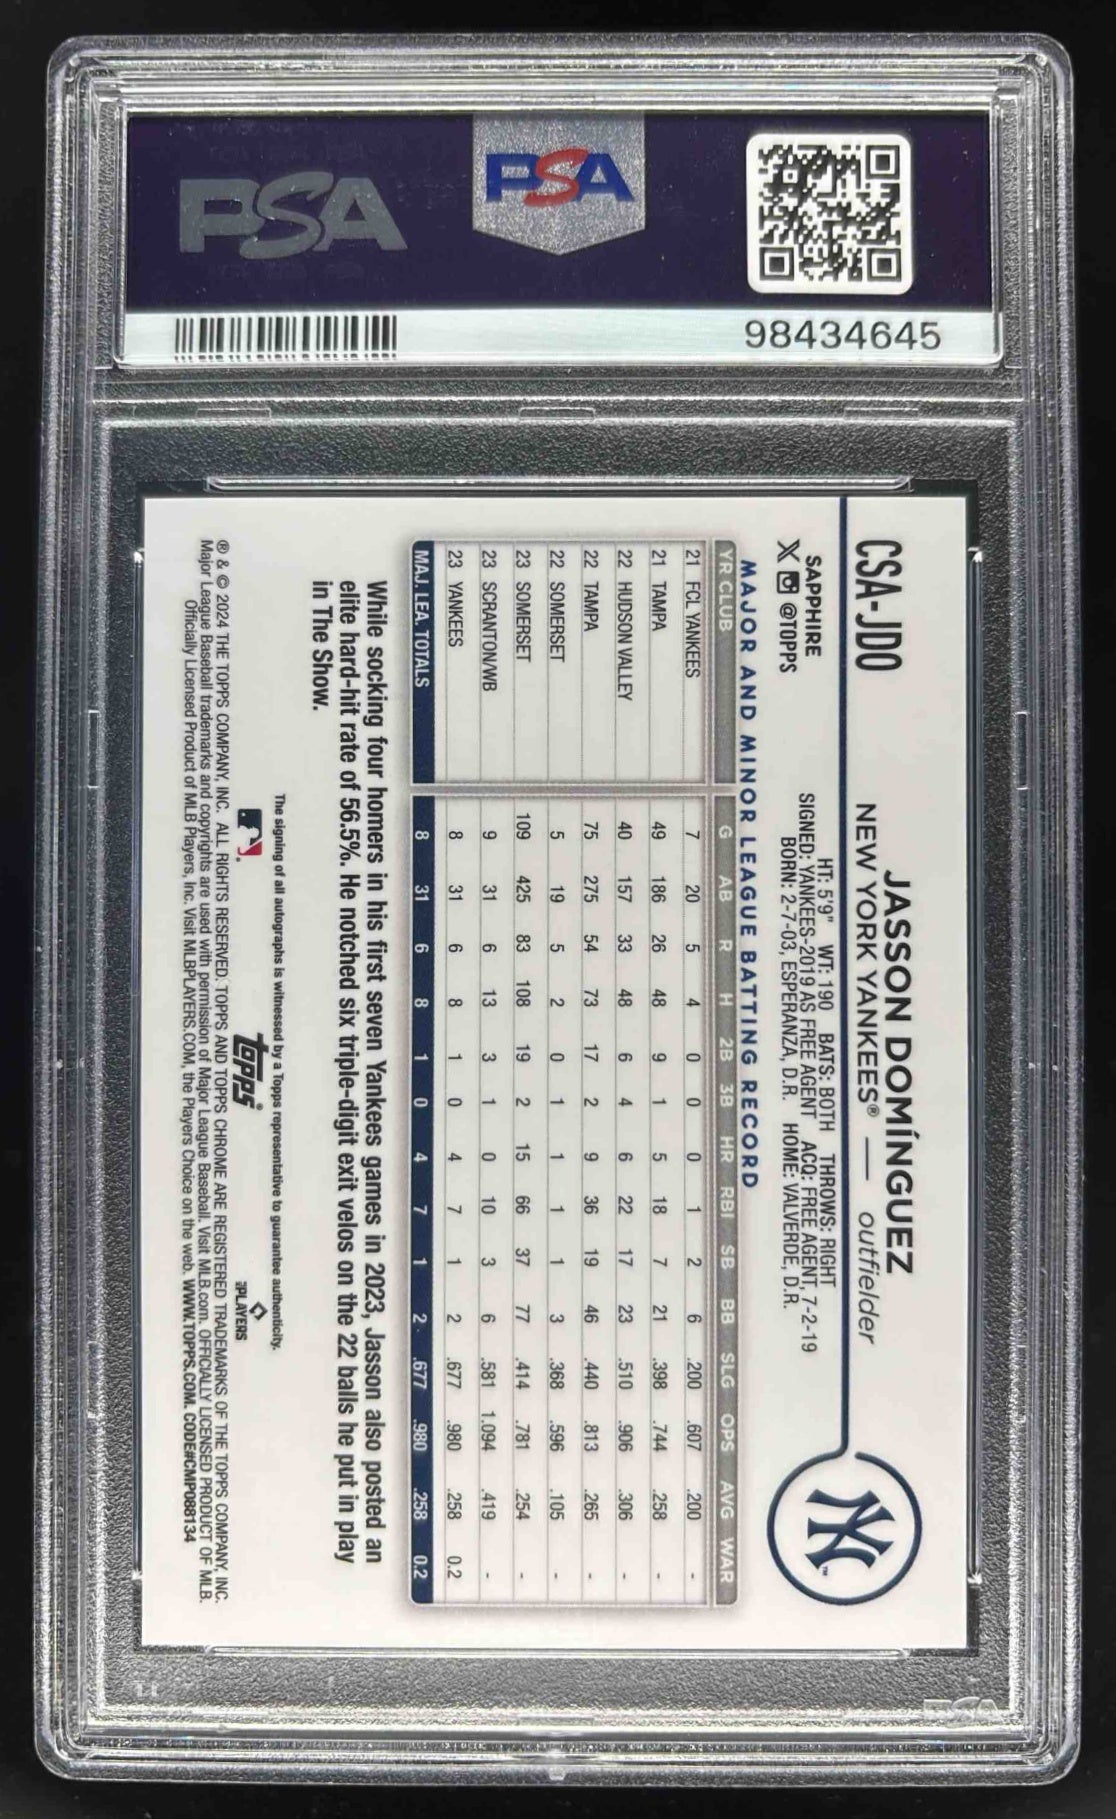 PSA
PSA
98434645
CSA-JDO
JASSON DOMÍNGUEZ
NEW YORK YANKEES® — outfielder
SAPPHIRE
@TOPPS
HT: 5'9" WT: 190 BATS: BOTH THROWS: RIGHT
SIGNED: YANKEES-2019 AS FREE AGENT ACQ: FREE AGENT, 7-2-19
BORN: 2-7-03, ESPERANZA, D.R. HOME: VALVERDE, D.R.
NY
MAJOR AND MINOR LEAGUE BATTING RECORD
YR CLUB G AB R H 2B 3B HR RBI SB BB SLG OPS AVG WAR
21 FCL YANKEES 7 20 5 4 0 0 0 1 2 6 .200 .607 .200 -
21 TAMPA 49 186 26 48 9 1 5 18 7 21 .398 .744 .258 -
22 HUDSON VALLEY 40 157 33 48 6 4 6 22 17 23 .510 .906 .306 -
22 TAMPA 75 275 54 73 17 2 9 36 19 46 .440 .813 .265 -
22 SOMERSET 5 19 5 2 0 1 1 1 1 3 .368 .596 .105 -
23 SOMERSET 109 425 83 108 19 2 15 66 37 77 .414 .781 .254 -
23 SCRANTON/WB 9 31 6 13 3 1 0 10 3 6 .581 1.094 .419 -
23 YANKEES 8 31 6 8 1 0 4 7 1 2 .677 .980 .258 0.2
MAJ. LEA. TOTALS 8 31 6 8 1 0 4 7 1 2 .677 .980 .258 0.2
While socking four homers in his first seven Yankees games in 2023, Jasson also posted an
elite hard-hit rate of 56.5%. He notched six triple-digit exit velos on the 22 balls he put in play
in The Show.
The signing of all autographs is witnessed by a Topps representative to guarantee authenticity.
topps®
PLAYERS
® & © 2024 THE TOPPS COMPANY, INC. ALL RIGHTS RESERVED. TOPPS AND TOPPS CHROME ARE REGISTERED TRADEMARKS OF THE TOPPS COMPANY, INC.
Major League Baseball trademarks and copyrights are used with permission of Major League Baseball. Visit MLB.com. OFFICIALLY LICENSED PRODUCT OF MLB.
Officially Licensed Product of MLB Players, Inc. Visit MLBPLAYERS.COM, the Players Choice on the web. WWW.TOPPS.COM. CODE#CMP088134
PSA